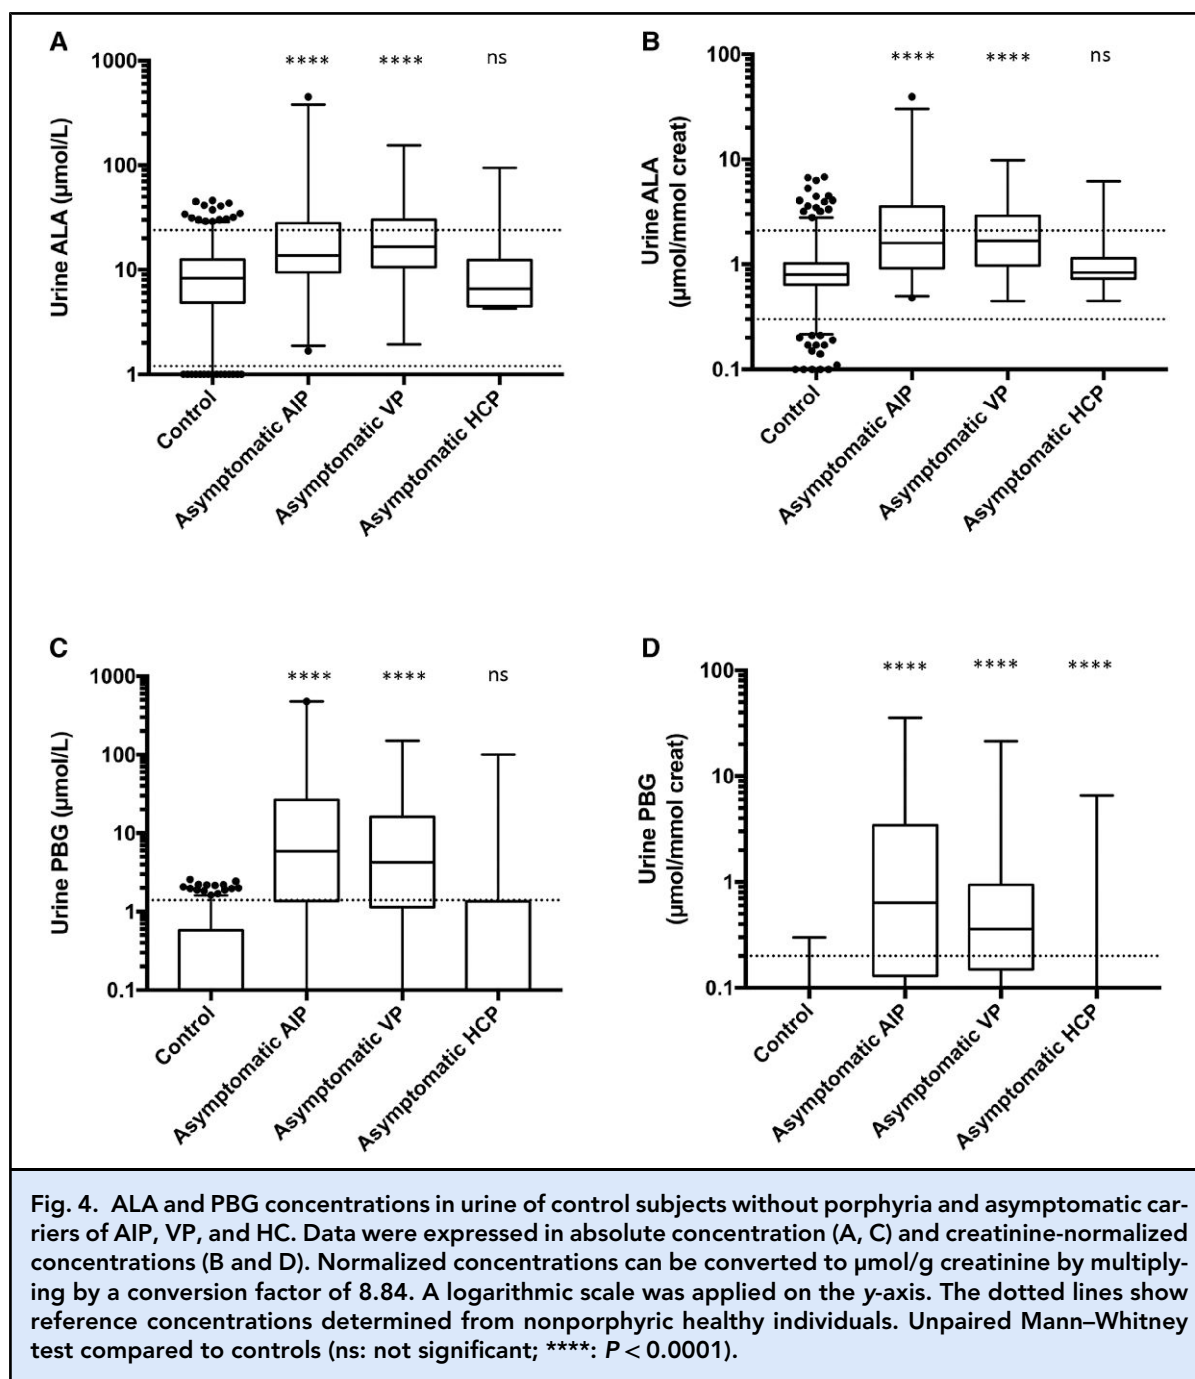 A
Urine ALA (µmol/L)
1000
100
10
1
**** **** ns
Control
Asymptomatic AIP
Asymptomatic VP
Asymptomatic HCP
B
Urine ALA
(µmol/mmol creat)
100
10
1
0.1
**** **** ns
Control
Asymptomatic AIP
Asymptomatic VP
Asymptomatic HCP
C
Urine PBG (µmol/L)
1000
100
10
1
0.1
**** **** ns
Control
Asymptomatic AIP
Asymptomatic VP
Asymptomatic HCP
D
Urine PBG
(µmol/mmol creat)
100
10
1
0.1
**** **** ****
Control
Asymptomatic AIP
Asymptomatic VP
Asymptomatic HCP
Fig. 4. ALA and PBG concentrations in urine of control subjects without porphyria and asymptomatic car-
riers of AIP, VP, and HC. Data were expressed in absolute concentration (A, C) and creatinine-normalized
concentrations (B and D). Normalized concentrations can be converted to µmol/g creatinine by multiply-
ing by a conversion factor of 8.84. A logarithmic scale was applied on the y-axis. The dotted lines show
reference concentrations determined from nonporphyric healthy individuals. Unpaired Mann–Whitney
test compared to controls (ns: not significant; ****: P < 0.0001).